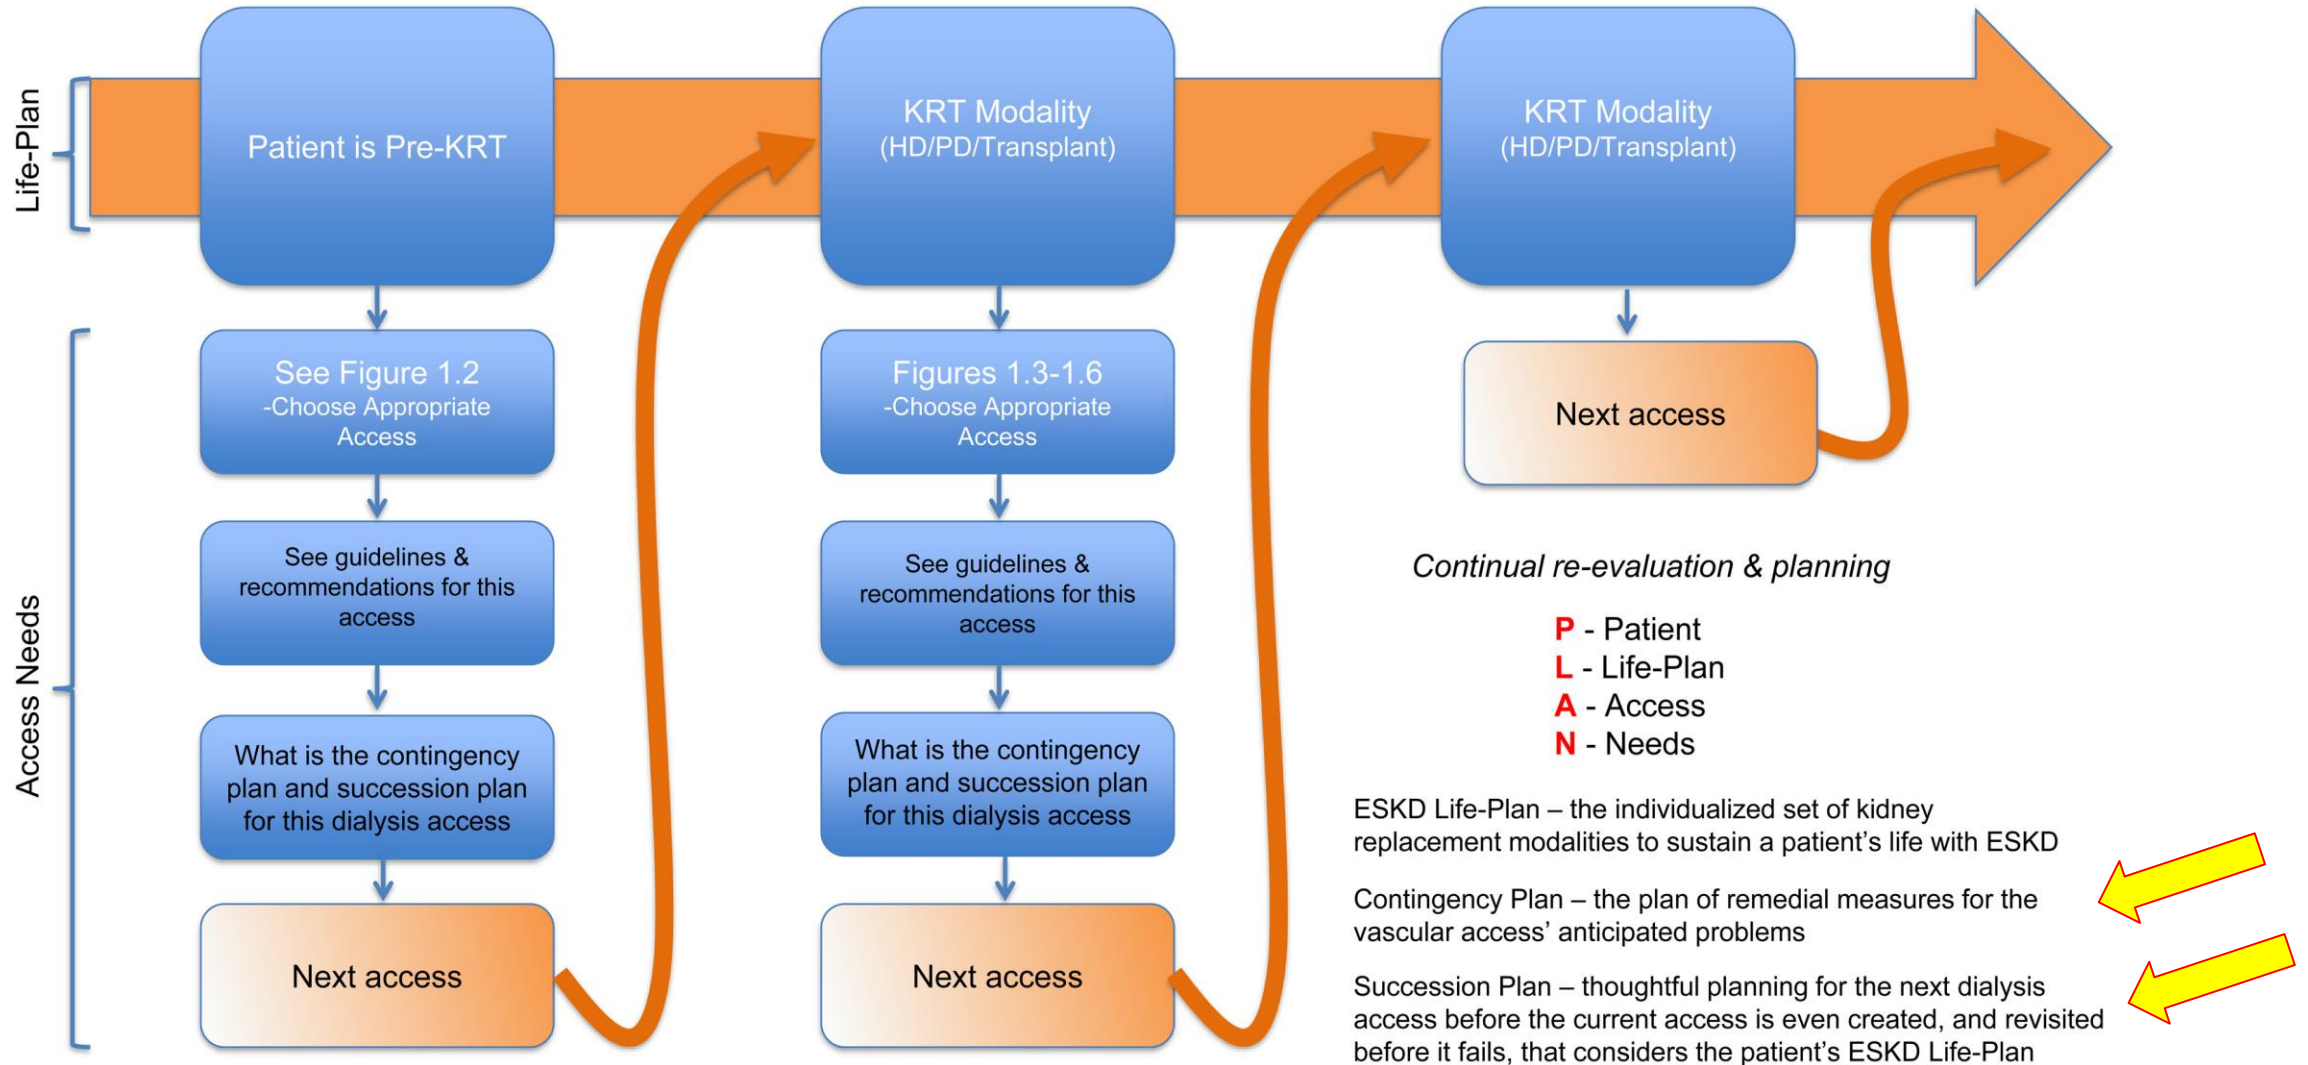 Life-Plan
Patient is Pre-KRT
KRT Modality
(HD/PD/Transplant)
KRT Modality
(HD/PD/Transplant)
Access Needs
See Figure 1.2
-Choose Appropriate
Access
See guidelines &
recommendations for this
access
What is the contingency
plan and succession plan
for this dialysis access
Next access
Figures 1.3-1.6
-Choose Appropriate
Access
See guidelines &
recommendations for this
access
What is the contingency
plan and succession plan
for this dialysis access
Next access
Next access
Continual re-evaluation & planning
P - Patient
L - Life-Plan
A - Access
N - Needs
ESKD Life-Plan – the individualized set of kidney
replacement modalities to sustain a patient’s life with ESKD
Contingency Plan – the plan of remedial measures for the
vascular access’ anticipated problems
Succession Plan – thoughtful planning for the next dialysis
access before the current access is even created, and revisited
before it fails, that considers the patient’s ESKD Life-Plan